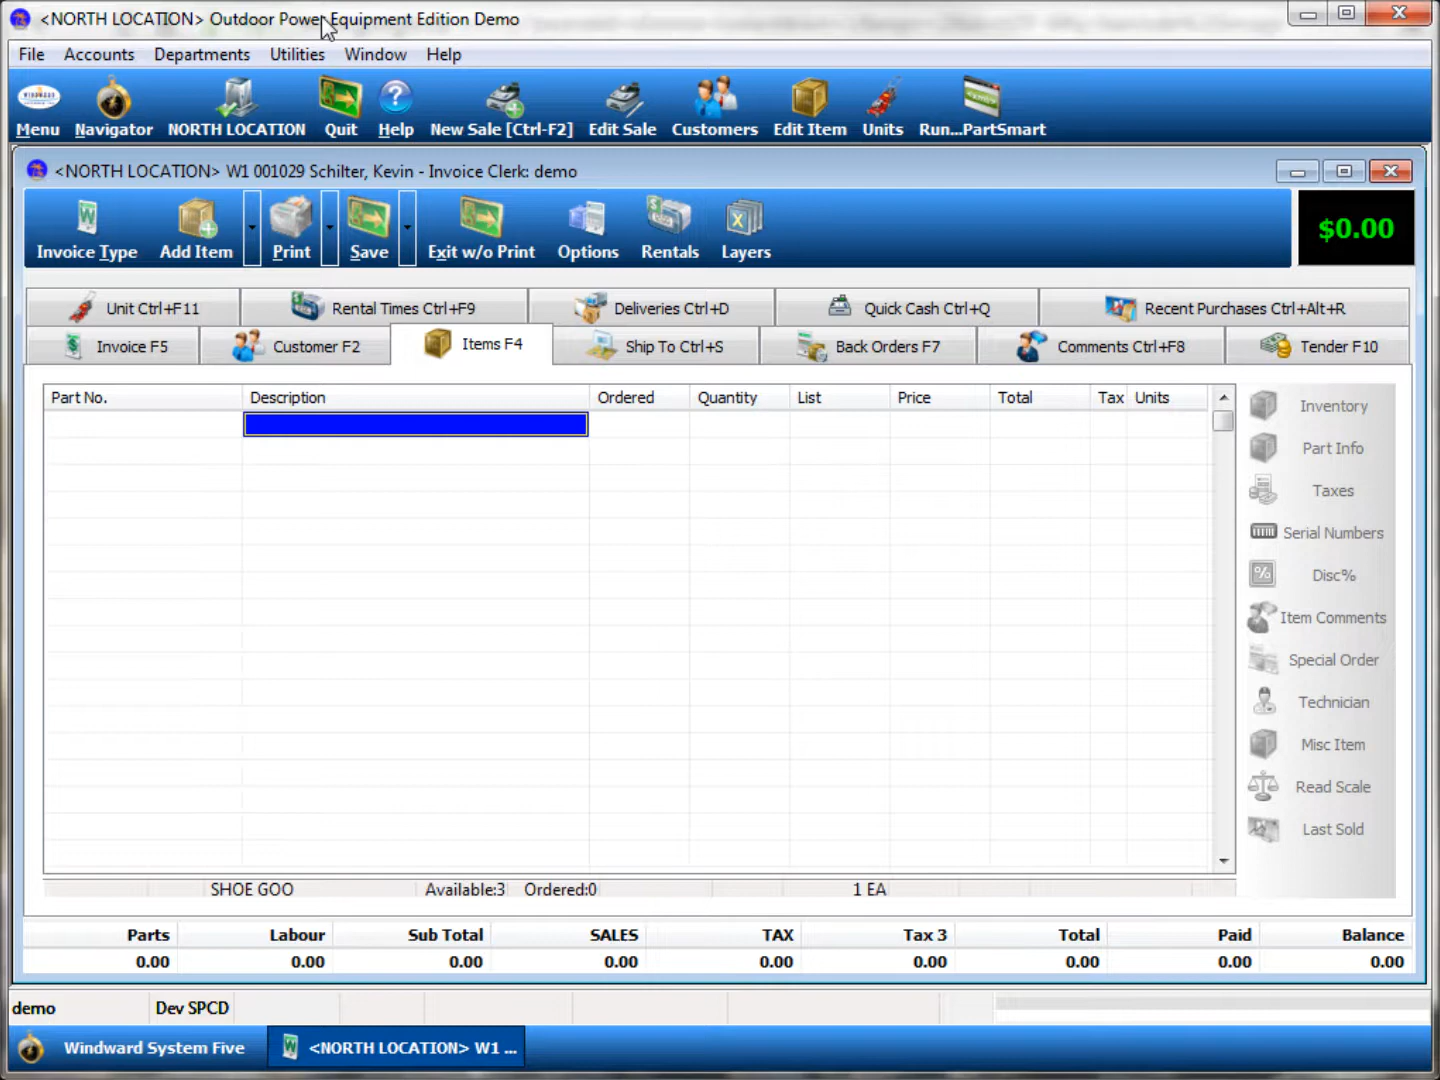 <NORTH LOCATION> Outdoor Power Equipment Edition Demo
File Accounts Departments Utilities Window Help
WINDWARD
Menu Navigator NORTH LOCATION Quit Help New Sale [Ctrl-F2] Edit Sale Customers Edit Item Units Run...PartSmart
<NORTH LOCATION> W1 001029 Schilter, Kevin - Invoice Clerk: demo
Invoice Type Add Item Print Save Exit w/o Print Options Rentals Layers
$0.00
Unit Ctrl+F11 Rental Times Ctrl+F9 Deliveries Ctrl+D Quick Cash Ctrl+Q Recent Purchases Ctrl+Alt+R
Invoice F5 Customer F2 Items F4 Ship To Ctrl+S Back Orders F7 Comments Ctrl+F8 Tender F10
Part No. Description Ordered Quantity List Price Total Tax Units
Inventory
Part Info
Taxes
Serial Numbers
Disc%
Item Comments
Special Order
Technician
Misc Item
Read Scale
Last Sold
SHOE GOO Available:3 Ordered:0 1 EA
Parts Labour Sub Total SALES TAX Tax 3 Total Paid Balance
0.00 0.00 0.00 0.00 0.00 0.00 0.00 0.00 0.00
demo Dev SPCD
Windward System Five <NORTH LOCATION> W1 ...